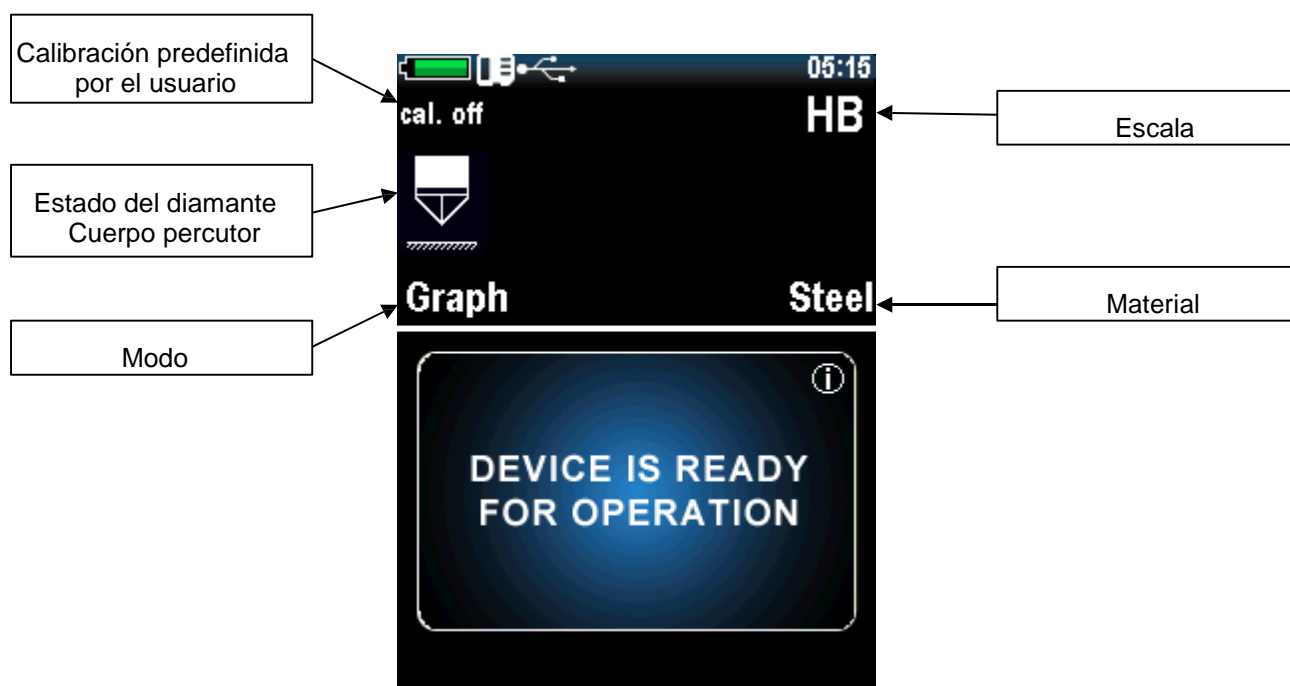 Calibración predefinida
por el usuario
05:15
cal. off
HB
Escala
Estado del diamante
Cuerpo percutor
Graph
Steel
Material
Modo
DEVICE IS READY
FOR OPERATION